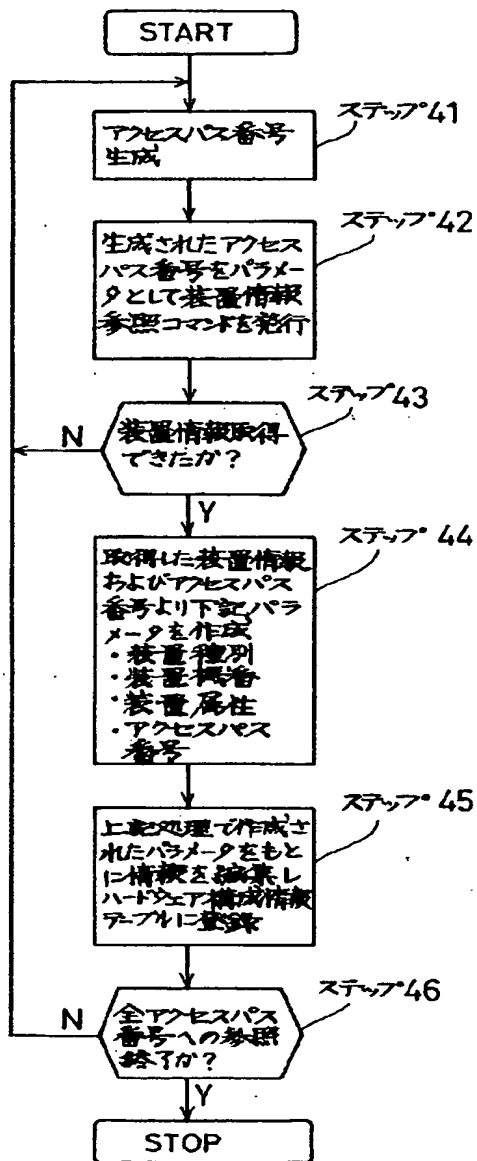 START
アクセスパス番号
生成
ステップ41
生成されたアクセス
パス番号をパラメー
タとして装置情報
参照コマンドを発行
ステップ42
装置情報取得
できたか?
ステップ43
N
Y
取得した装置情報
およびアクセスパス
番号より下記パラ
メータを作成
・装置種別
・装置機番
・装置属性
・アクセスパス
番号
ステップ44
上記処理で作成さ
れたパラメータをもと
に情報を編集し
ハードウェア構成情報
テーブルに登録
ステップ45
全アクセスパス
番号への参照
終了か?
ステップ46
N
Y
STOP